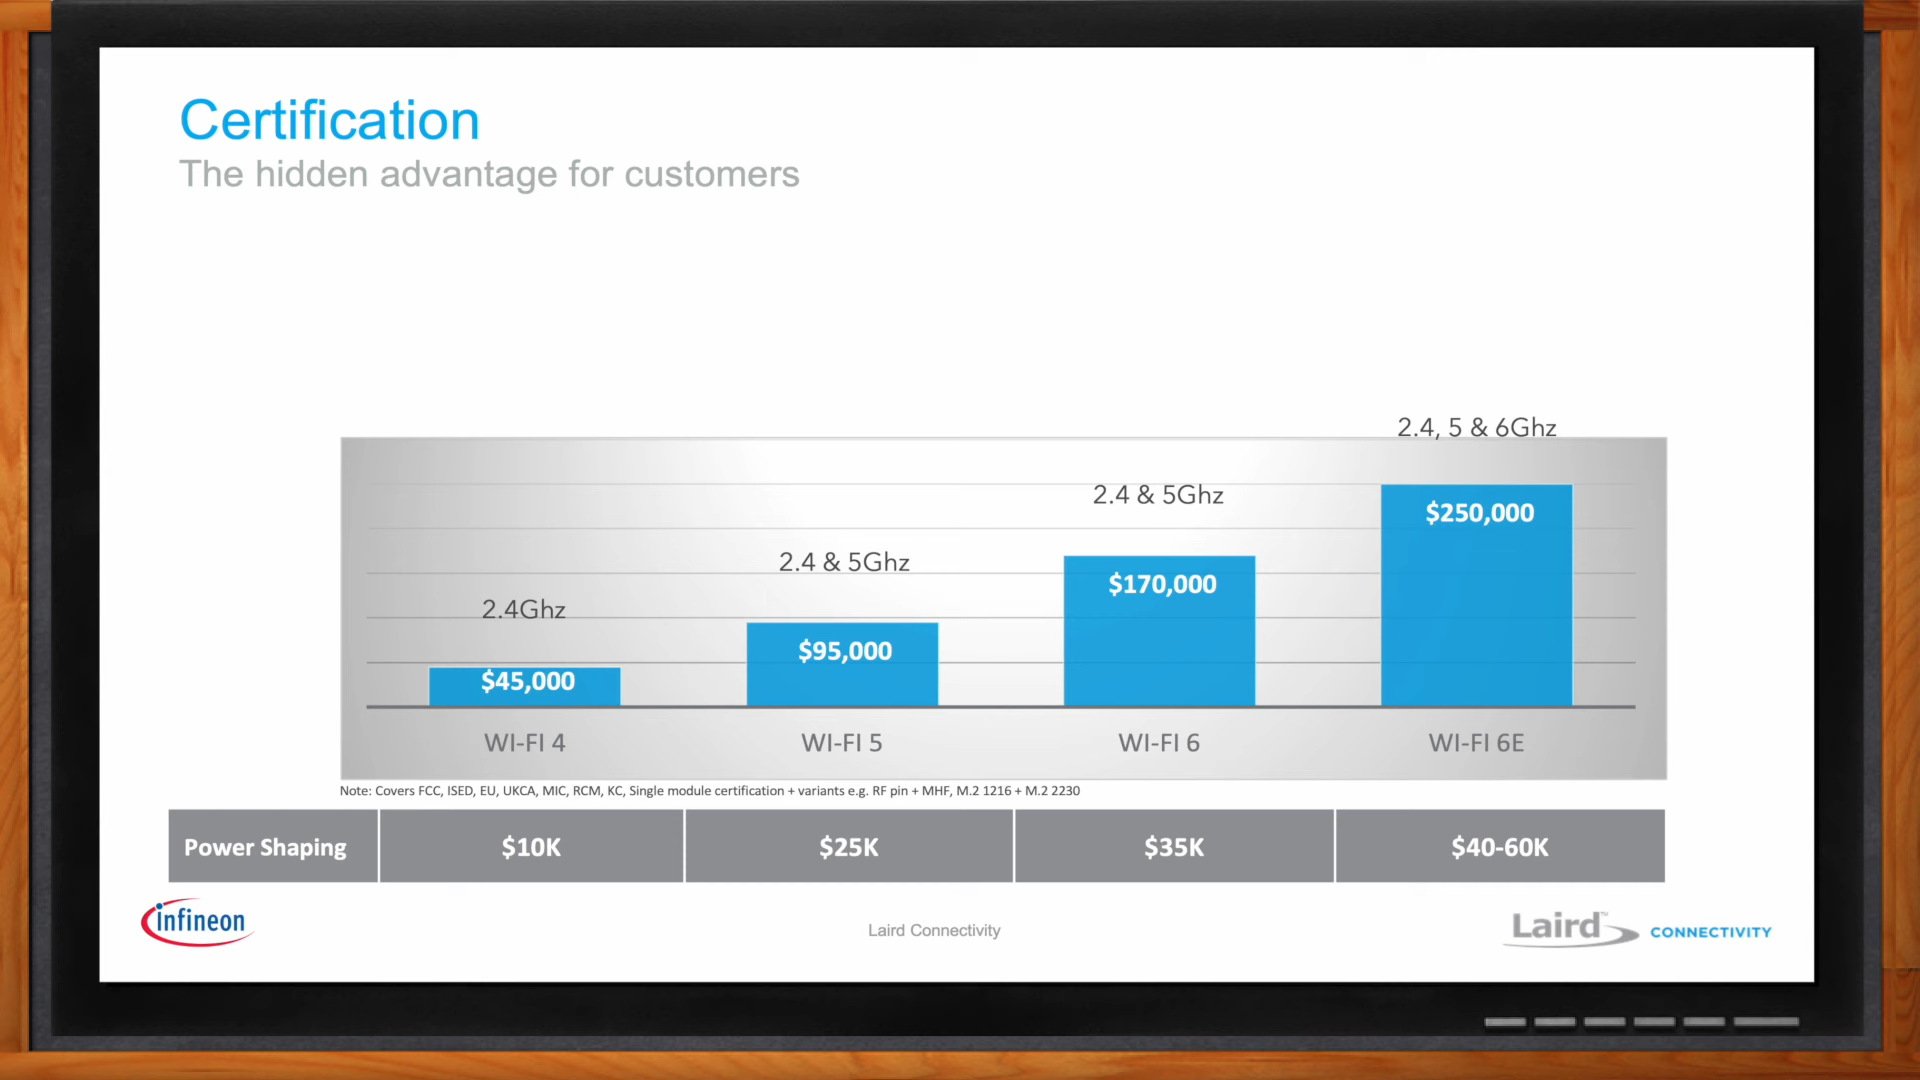 Certification
The hidden advantage for customers
2.4, 5 & 6Ghz
2.4 & 5Ghz
$250,000
2.4 & 5Ghz
$170,000
2.4Ghz
$95,000
$45,000
WI-FI 4 WI-FI 5 WI-FI 6 WI-FI 6E
Note: Covers FCC, ISED, EU, UKCA, MIC, RCM, KC, Single module certification + variants e.g. RF pin + MHF, M.2 1216 + M.2 2230
Power Shaping $10K $25K $35K $40-60K
infineon
Laird Connectivity
Laird™ CONNECTIVITY